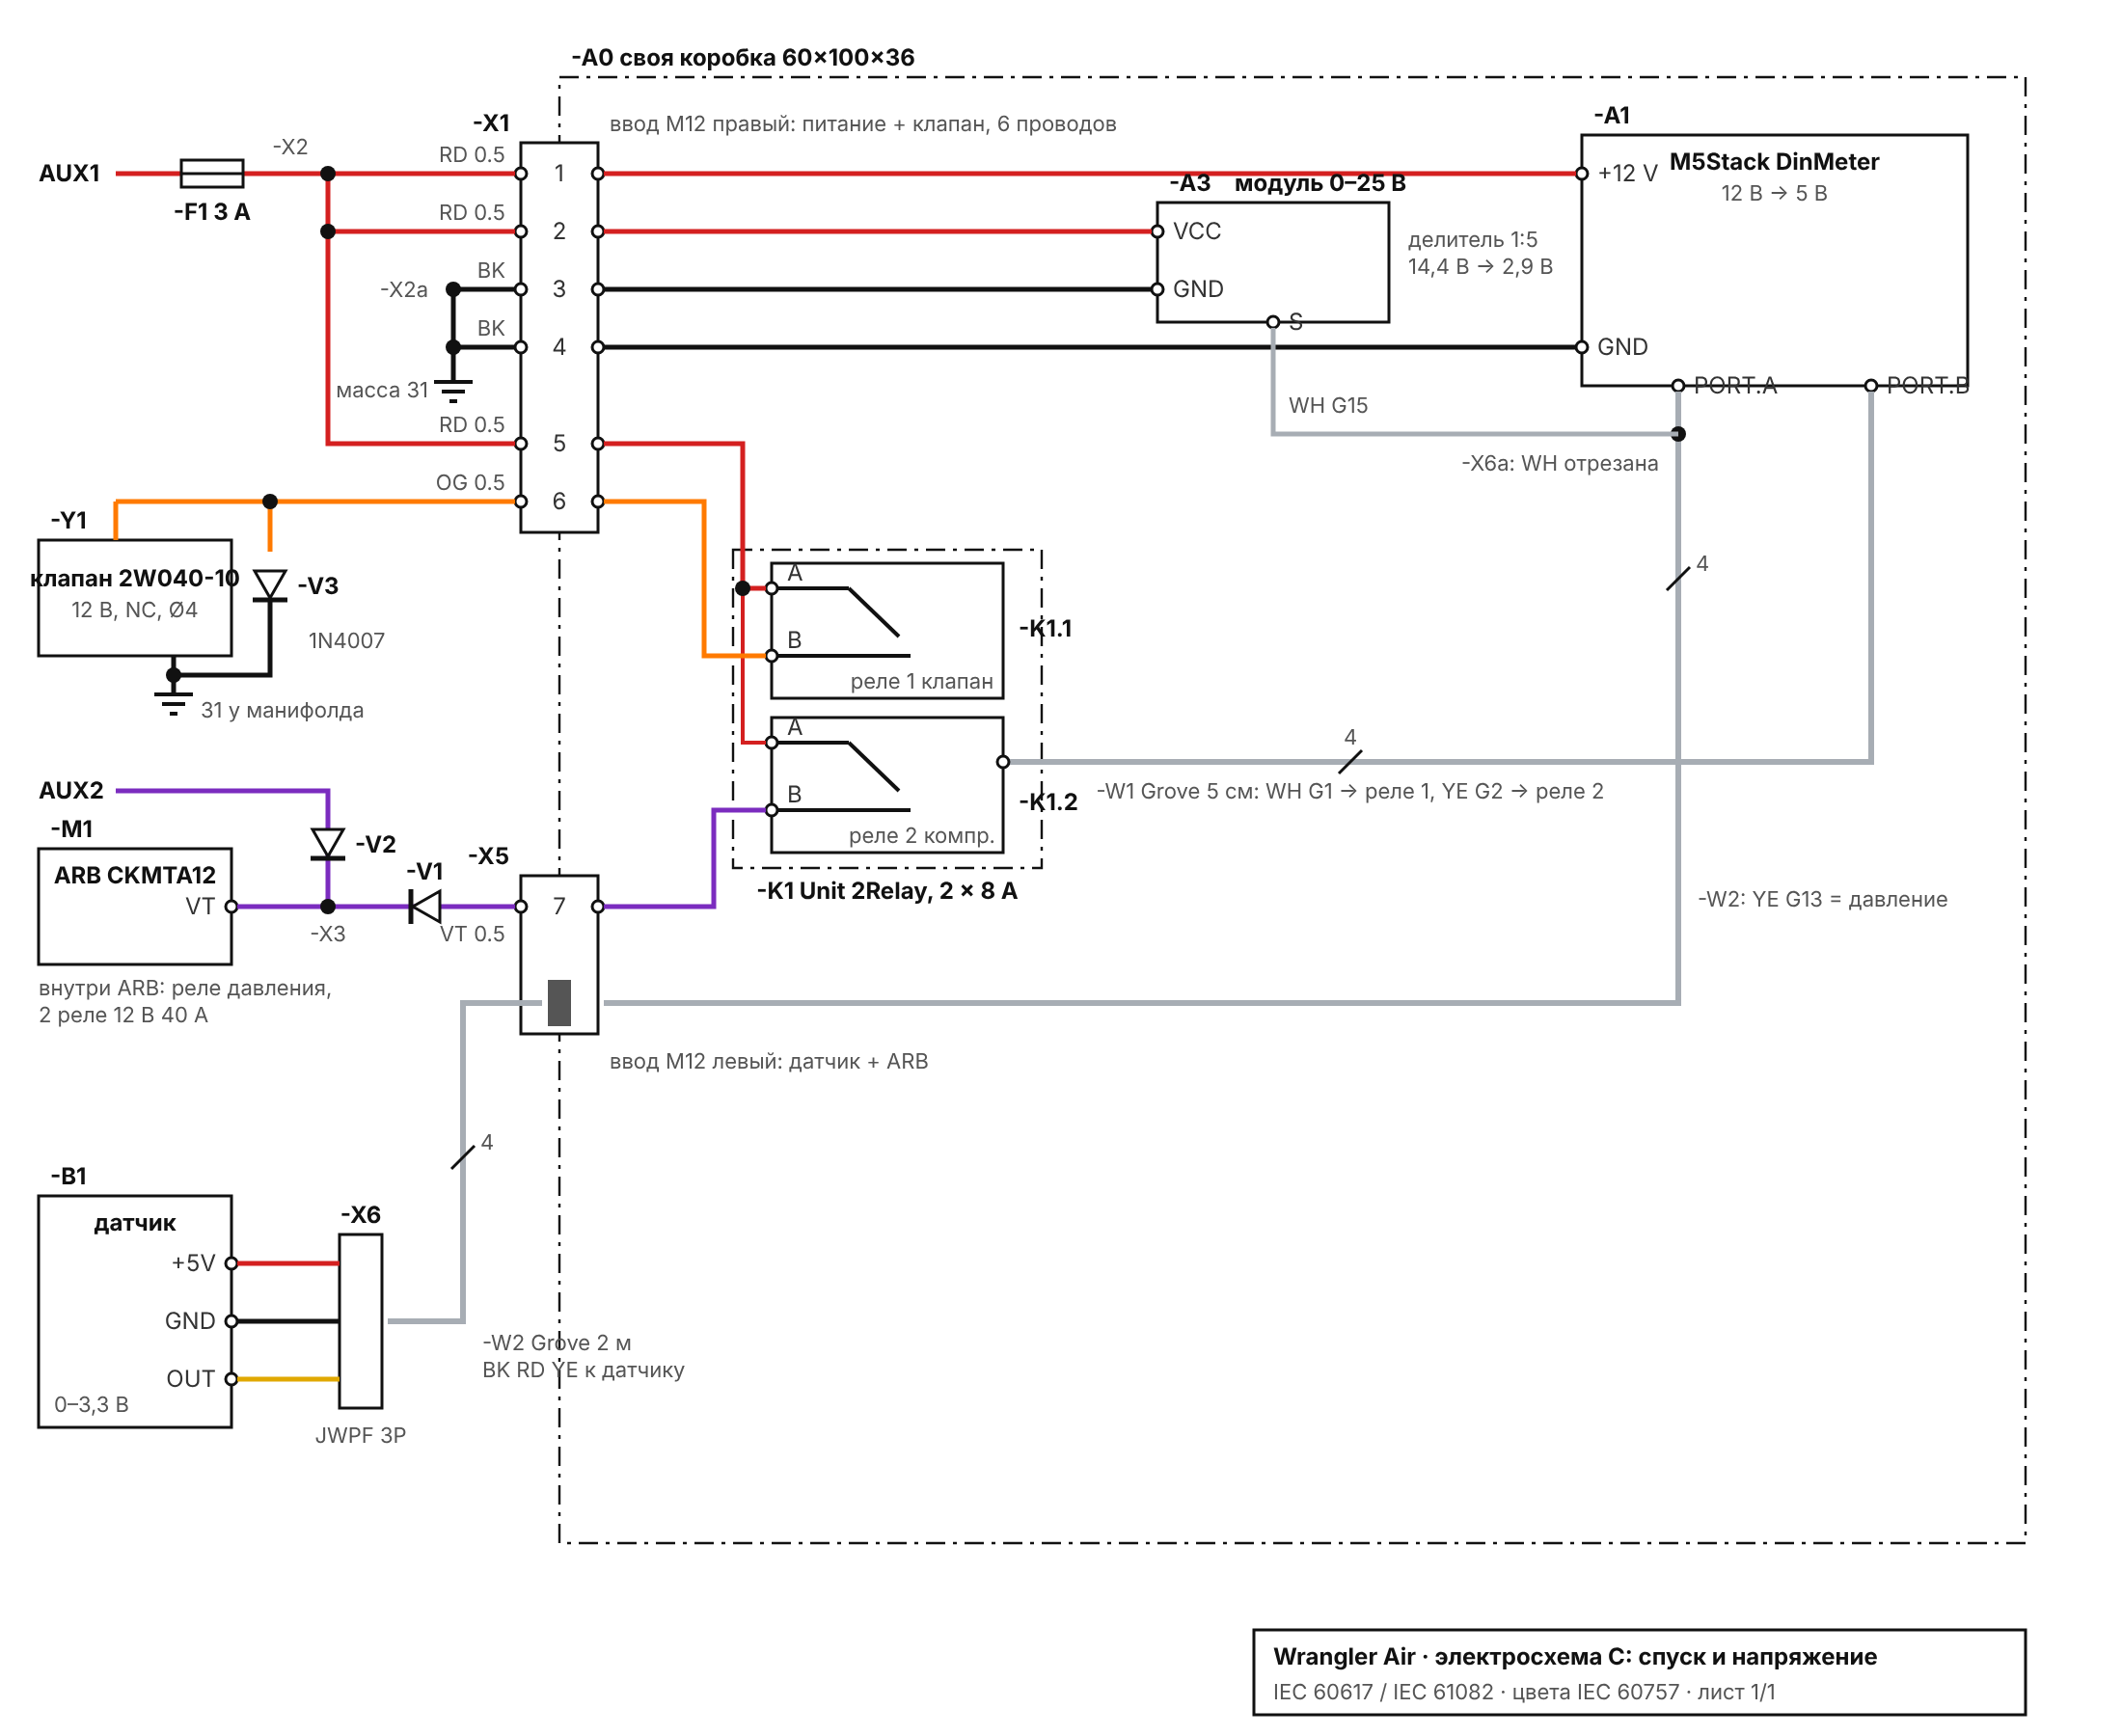 -A0 своя коробка 60×100×36
-X1
ввод M12 правый: питание + клапан, 6 проводов
-A1
AUX1
-X2
-F1 3 A
RD 0.5
1
RD 0.5
2
BK
3
-X2a
BK
4
масса 31
RD 0.5
5
OG 0.5
6
-A3 модуль 0–25 В
VCC
GND
S
делитель 1:5
14,4 В → 2,9 В
+12 V
M5Stack DinMeter
12 В → 5 В
GND
PORT.A
PORT.B
WH G15
-X6a: WH отрезана
4
-Y1
клапан 2W040-10
12 В, NC, Ø4
-V3
1N4007
31 у манифолда
A
B
реле 1 клапан
-K1.1
A
B
реле 2 компр.
-K1.2
-K1 Unit 2Relay, 2 × 8 A
4
-W1 Grove 5 см: WH G1 → реле 1, YE G2 → реле 2
AUX2
-M1
ARB CKMTA12
VT
-V2
-V1
-X5
-X3
VT 0.5
7
внутри ARB: реле давления,
2 реле 12 В 40 А
-W2: YE G13 = давление
ввод M12 левый: датчик + ARB
4
-B1
датчик
+5V
GND
OUT
0–3,3 В
-X6
JWPF 3P
-W2 Grove 2 м
BK RD YE к датчику
Wrangler Air · электросхема C: спуск и напряжение
IEC 60617 / IEC 61082 · цвета IEC 60757 · лист 1/1